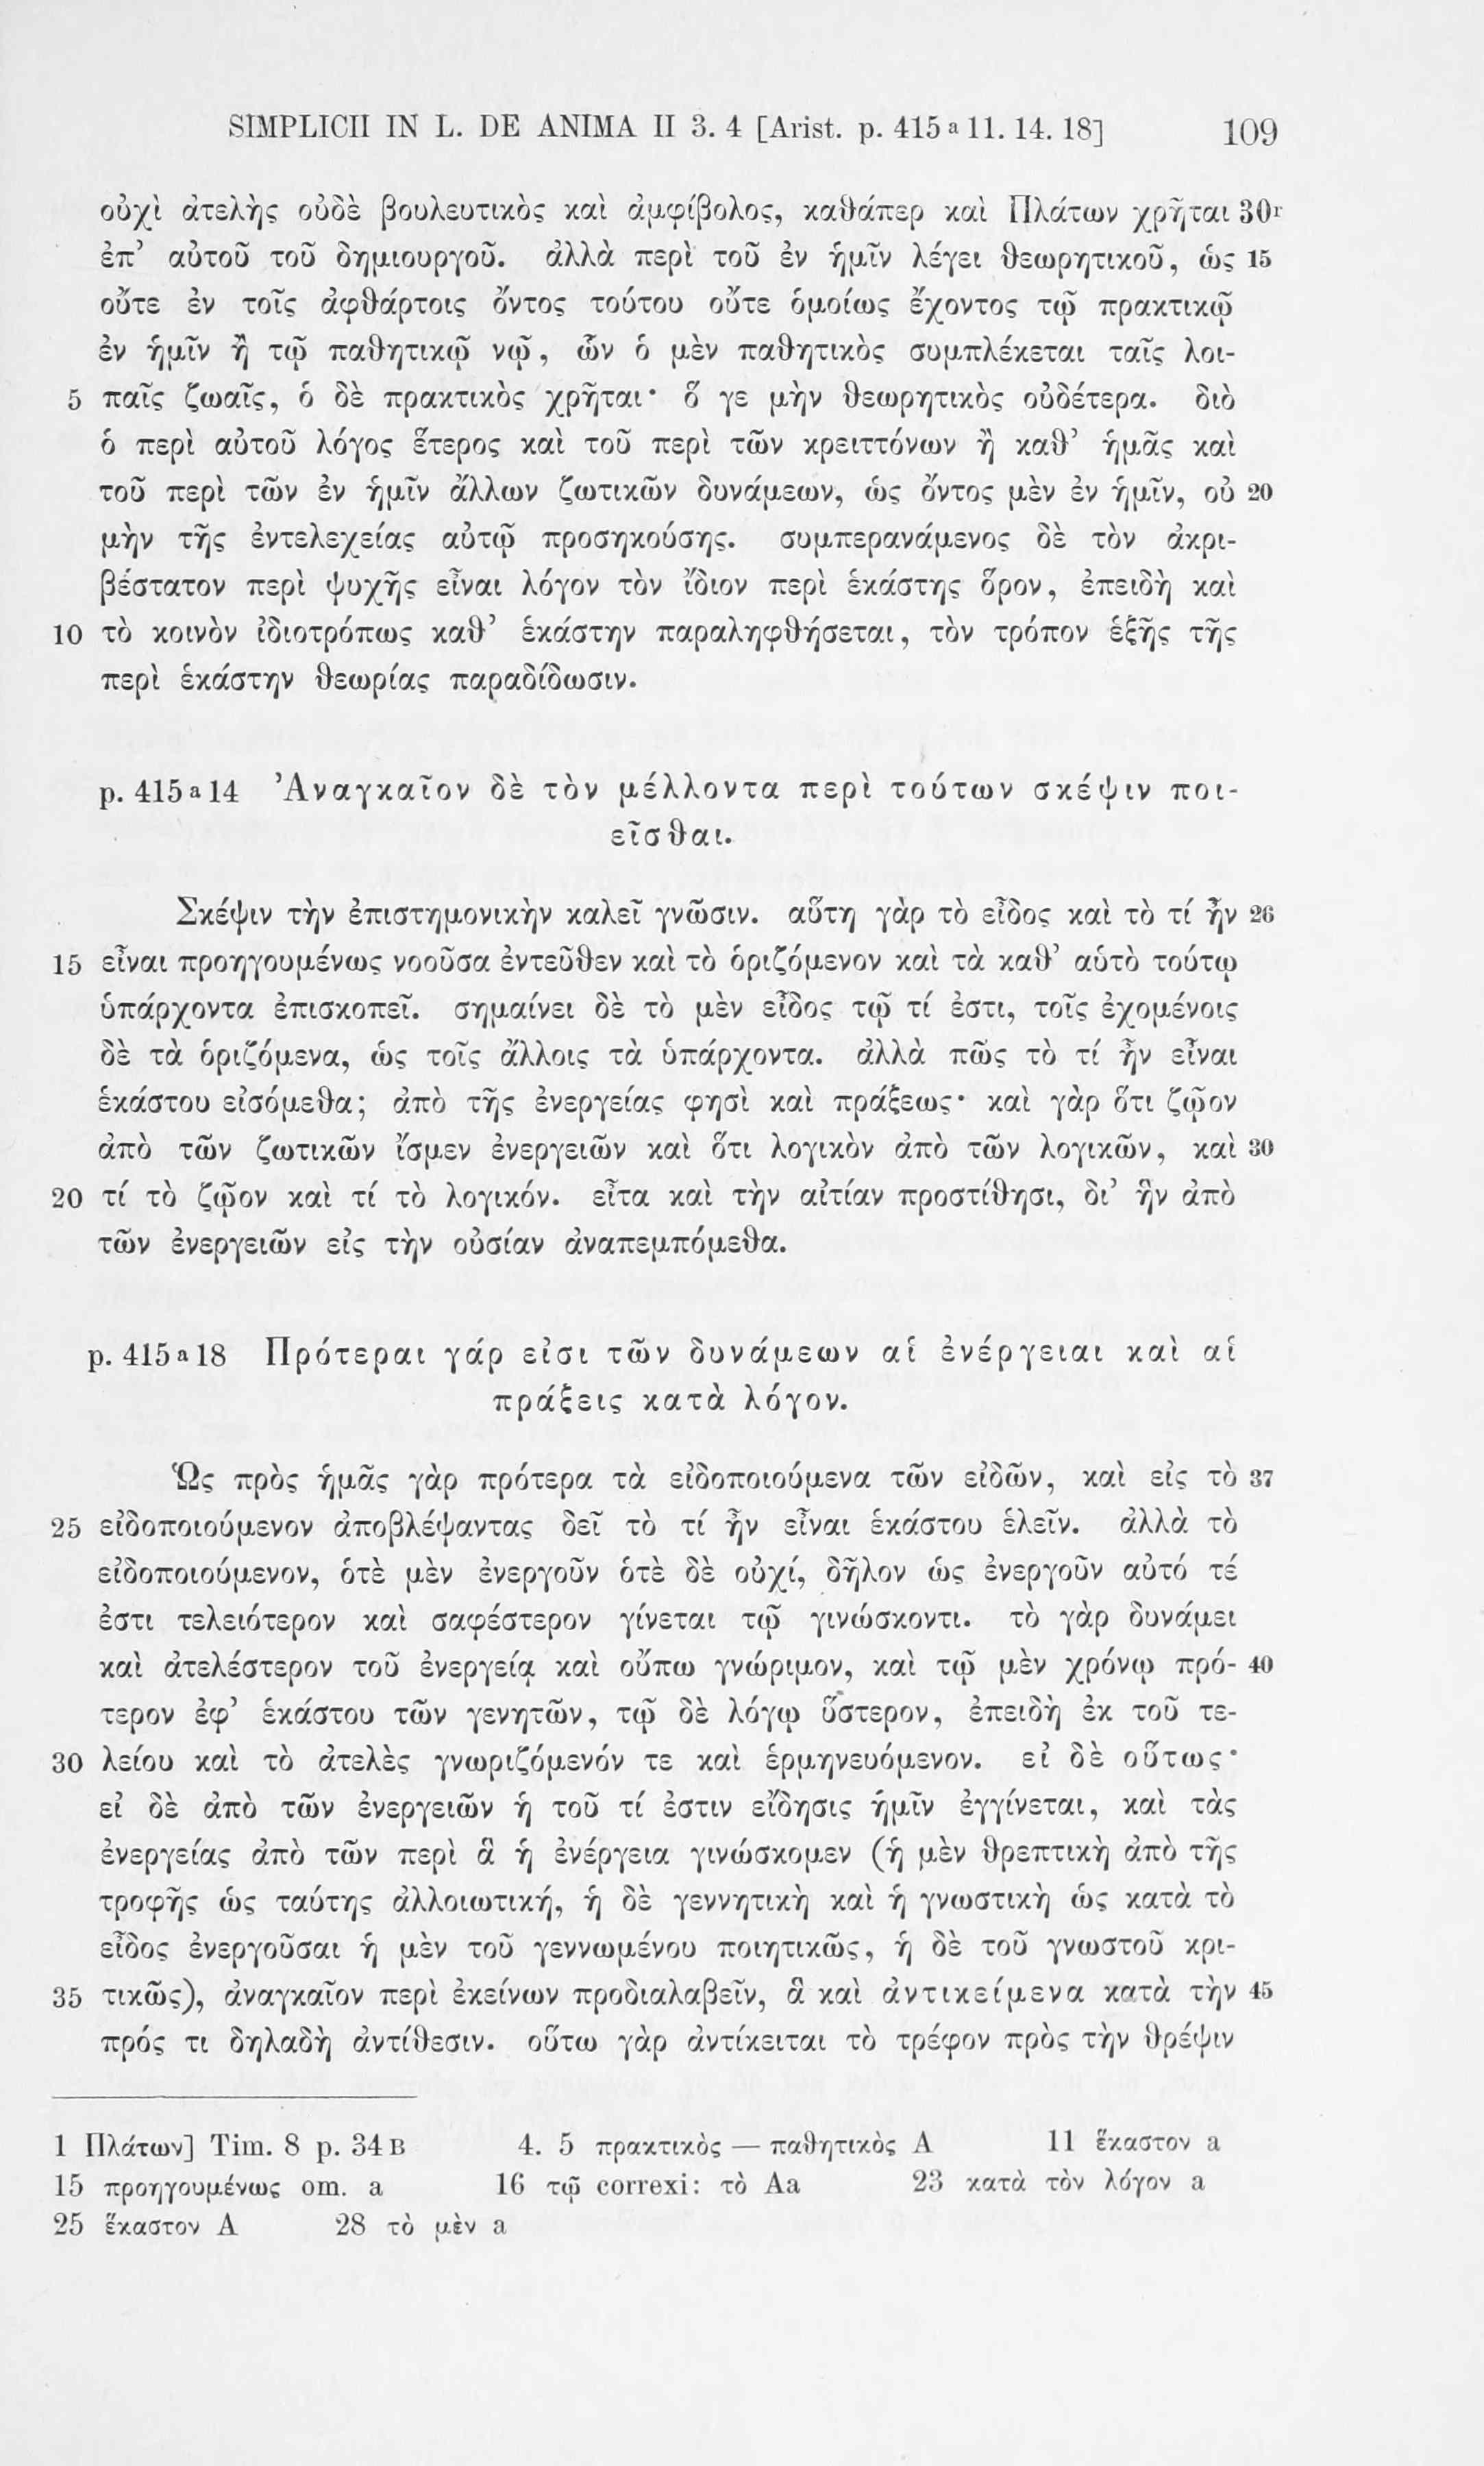 SIMPLICII IN L. DE ANIMA II 3. 4 [Arist. p. 415 a 11. 14. 18] 109
οὐχὶ ἀτελὴς οὐδὲ βουλευτικὸς καὶ ἀμφίβολος, καθάπερ καὶ Πλάτων χρῆται 30r
ἐπ’ αὐτοῦ τοῦ δημιουργοῦ. ἀλλὰ περὶ τοῦ ἐν ἡμῖν λέγει θεωρητικοῦ, ὡς 15
οὔτε ἐν τοῖς ἀφθάρτοις ὄντος τούτου οὔτε ὁμοίως ἔχοντος τῷ πρακτικῷ
ἐν ἡμῖν ἢ τῷ παθητικῷ νῷ, ὧν ὁ μὲν παθητικὸς συμπλέκεται ταῖς λοι-
5 παῖς ζωαῖς, ὁ δὲ πρακτικὸς χρῆται· ὅ γε μὴν θεωρητικὸς οὐδέτερα. διὸ
ὁ περὶ αὐτοῦ λόγος ἕτερος καὶ τοῦ περὶ τῶν κρειττόνων ἢ καθ’ ἡμᾶς καὶ
τοῦ περὶ τῶν ἐν ἡμῖν ἄλλων ζωτικῶν δυνάμεων, ὡς ὄντος μὲν ἐν ἡμῖν, οὐ 20
μὴν τῆς ἐντελεχείας αὐτῷ προσηκούσης. συμπερανάμενος δὲ τὸν ἀκρι-
βέστατον περὶ ψυχῆς εἶναι λόγον τὸν ἴδιον περὶ ἑκάστης ὅρον, ἐπειδὴ καὶ
10 τὸ κοινὸν ἰδιοτρόπως καθ’ ἑκάστην παραληφθήσεται, τὸν τρόπον ἑξῆς τῆς
περὶ ἑκάστην θεωρίας παραδίδωσιν.
p. 415 a 14 Ἀναγκαῖον δὲ τὸν μέλλοντα περὶ τούτων σκέψιν ποι-
εῖσθαι.
Σκέψιν τὴν ἐπιστημονικὴν καλεῖ γνῶσιν. αὕτη γὰρ τὸ εἶδος καὶ τὸ τί ἦν 26
15 εἶναι προηγουμένως νοοῦσα ἐντεῦθεν καὶ τὸ ὁριζόμενον καὶ τὰ καθ’ αὑτὸ τούτῳ
ὑπάρχοντα ἐπισκοπεῖ. σημαίνει δὲ τὸ μὲν εἶδος τῷ τί ἐστι, τοῖς ἐχομένοις
δὲ τὰ ὁριζόμενα, ὡς τοῖς ἄλλοις τὰ ὑπάρχοντα. ἀλλὰ πῶς τὸ τί ἦν εἶναι
ἑκάστου εἰσόμεθα; ἀπὸ τῆς ἐνεργείας φησὶ καὶ πράξεως· καὶ γὰρ ὅτι ζῷον
ἀπὸ τῶν ζωτικῶν ἴσμεν ἐνεργειῶν καὶ ὅτι λογικὸν ἀπὸ τῶν λογικῶν, καὶ 30
20 τί τὸ ζῷον καὶ τί τὸ λογικόν. εἶτα καὶ τὴν αἰτίαν προστίθησι, δι’ ἣν ἀπὸ
τῶν ἐνεργειῶν εἰς τὴν οὐσίαν ἀναπεμπόμεθα.
p. 415 a 18 Πρότεραι γάρ εἰσι τῶν δυνάμεων αἱ ἐνέργειαι καὶ αἱ
πράξεις κατὰ λόγον.
Ὡς πρὸς ἡμᾶς γὰρ πρότερα τὰ εἰδοποιούμενα τῶν εἰδῶν, καὶ εἰς τὸ 37
25 εἰδοποιούμενον ἀποβλέψαντας δεῖ τὸ τί ἦν εἶναι ἑκάστου ἑλεῖν. ἀλλὰ τὸ
εἰδοποιούμενον, ὁτὲ μὲν ἐνεργοῦν ὁτὲ δὲ οὐχί, δῆλον ὡς ἐνεργοῦν αὐτό τέ
ἐστι τελειότερον καὶ σαφέστερον γίνεται τῷ γινώσκοντι. τὸ γὰρ δυνάμει
καὶ ἀτελέστερον τοῦ ἐνεργείᾳ καὶ οὔπω γνώριμον, καὶ τῷ μὲν χρόνῳ πρό- 40
τερον ἐφ’ ἑκάστου τῶν γενητῶν, τῷ δὲ λόγῳ ὕστερον, ἐπειδὴ ἐκ τοῦ τε-
30 λείου καὶ τὸ ἀτελὲς γνωριζόμενόν τε καὶ ἑρμηνευόμενον. εἰ δὲ οὕτως·
εἰ δὲ ἀπὸ τῶν ἐνεργειῶν ἡ τοῦ τί ἐστιν εἴδησις ἡμῖν ἐγγίνεται, καὶ τὰς
ἐνεργείας ἀπὸ τῶν περὶ ἃ ἡ ἐνέργεια γινώσκομεν (ἡ μὲν θρεπτικὴ ἀπὸ τῆς
τροφῆς ὡς ταύτης ἀλλοιωτική, ἡ δὲ γεννητικὴ καὶ ἡ γνωστικὴ ὡς κατὰ τὸ
εἶδος ἐνεργοῦσαι ἡ μὲν τοῦ γεννωμένου ποιητικῶς, ἡ δὲ τοῦ γνωστοῦ κρι-
35 τικῶς), ἀναγκαῖον περὶ ἐκείνων προδιαλαβεῖν, ἃ καὶ ἀντικείμενα κατὰ τὴν 45
πρός τι δηλαδὴ ἀντίθεσιν. οὕτω γὰρ ἀντίκειται τὸ τρέφον πρὸς τὴν θρέψιν
1 Πλάτων] Tim. 8 p. 34 B 4. 5 πρακτικὸς — παθητικὸς A 11 ἕκαστον a
15 προηγουμένως om. a 16 τῷ correxi: τὸ Aa 23 κατὰ τὸν λόγον a
25 ἕκαστον A 28 τὸ μὲν a